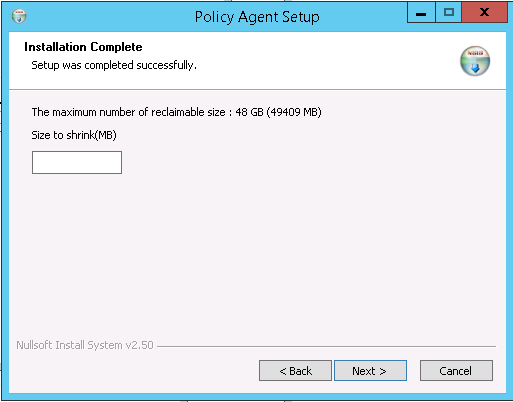 Policy Agent Setup
Installation Complete
Setup was completed successfully.
The maximum number of reclaimable size : 48 GB (49409 MB)
Size to shrink(MB)
Nullsoft Install System v2.50
< Back
Next >
Cancel